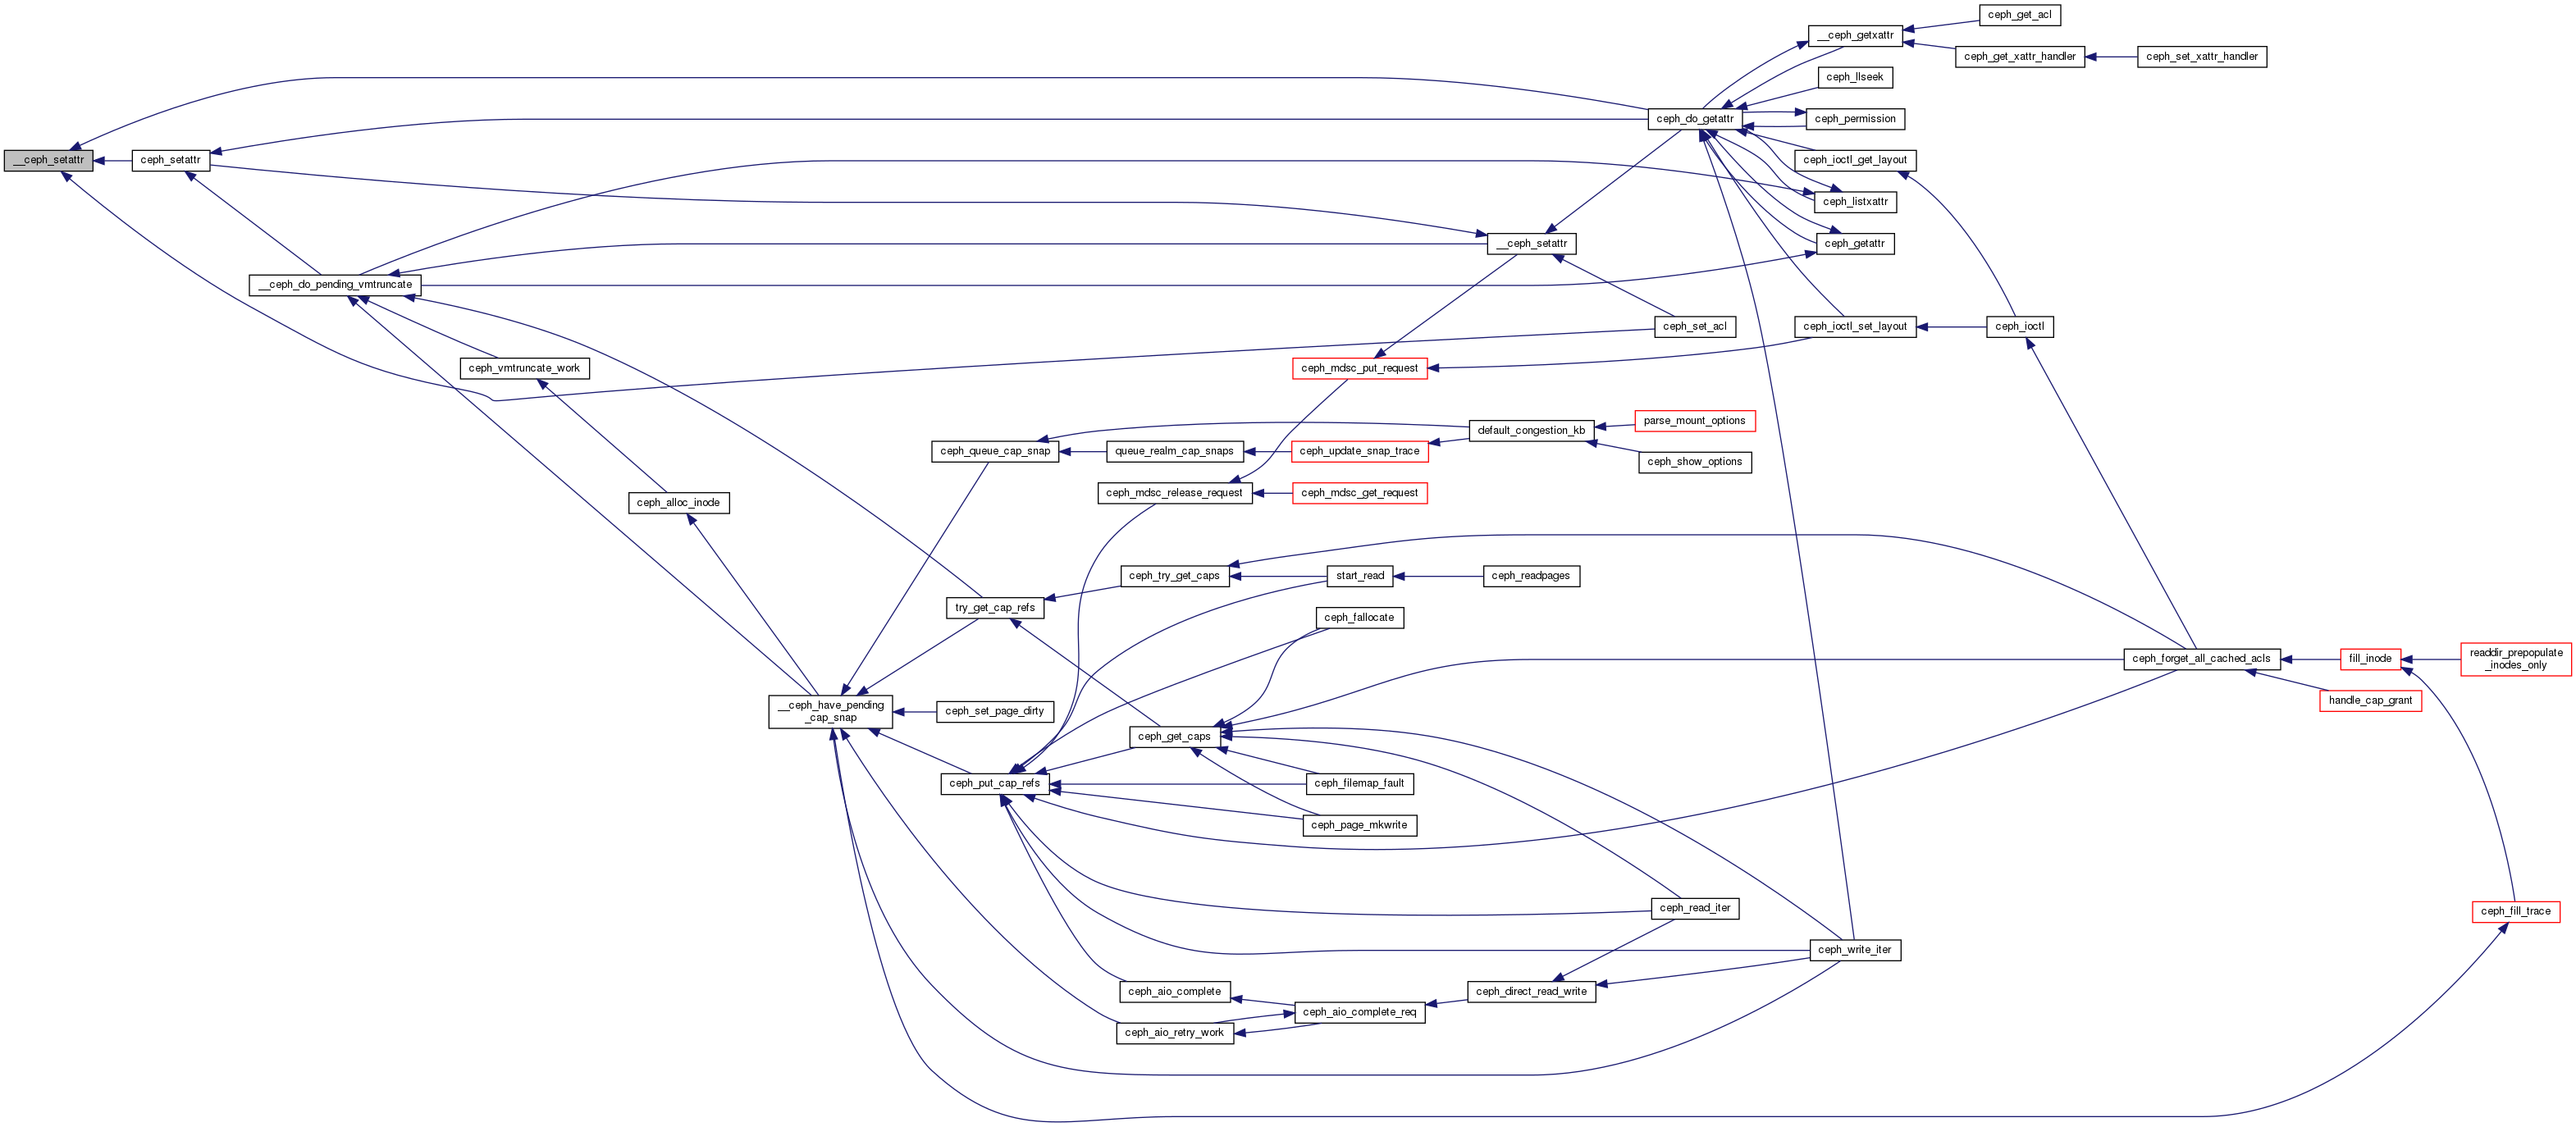 __ceph_setattr
ceph_setattr
__ceph_do_pending_vmtruncate
ceph_vmtruncate_work
ceph_alloc_inode
__ceph_have_pending
_cap_snap
ceph_queue_cap_snap
try_get_cap_refs
ceph_set_page_dirty
ceph_put_cap_refs
queue_realm_cap_snaps
ceph_mdsc_release_request
ceph_try_get_caps
ceph_get_caps
ceph_aio_complete
ceph_aio_retry_work
ceph_mdsc_put_request
ceph_update_snap_trace
ceph_mdsc_get_request
start_read
ceph_fallocate
ceph_filemap_fault
ceph_page_mkwrite
ceph_aio_complete_req
__ceph_setattr
default_congestion_kb
ceph_readpages
ceph_direct_read_write
ceph_do_getattr
ceph_set_acl
parse_mount_options
ceph_show_options
ceph_read_iter
__ceph_getxattr
ceph_llseek
ceph_permission
ceph_ioctl_get_layout
ceph_listxattr
ceph_getattr
ceph_ioctl_set_layout
ceph_write_iter
ceph_get_acl
ceph_get_xattr_handler
ceph_ioctl
ceph_set_xattr_handler
ceph_forget_all_cached_acls
fill_inode
handle_cap_grant
readdir_prepopulate
_inodes_only
ceph_fill_trace